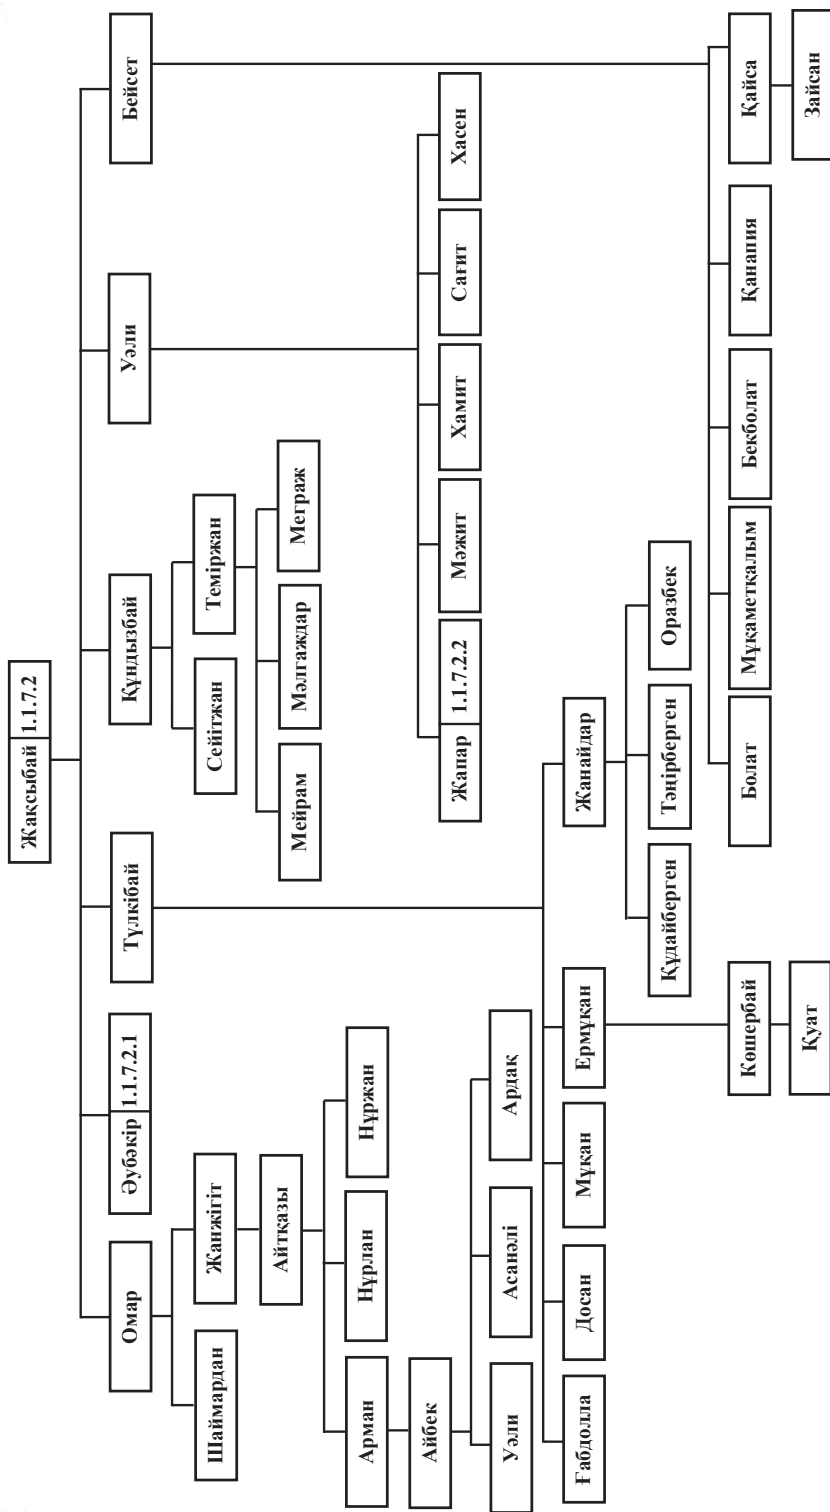 Жақсыбай 1.1.7.2
Омар
Әубәкір 1.1.7.2.1
Түлкібай
Құндызбай
Уәли
Бейсет
Шаймардан
Жанжігіт
Сейітжан
Теміржан
Айтқазы
Мейрам
Мәлгаждар
Меграж
Арман
Нұрлан
Нұржан
Айбек
Жапар 1.1.7.2.2
Мәжит
Хамит
Сағит
Хасен
Уәли
Асанәлі
Ардақ
Ғабдолла
Досан
Мұқан
Ермұқан
Жанайдар
Құдайберген
Тәңірберген
Оразбек
Көшербай
Болат
Мұқаметқалым
Бекболат
Қанапия
Қайса
Қуат
Зайсан